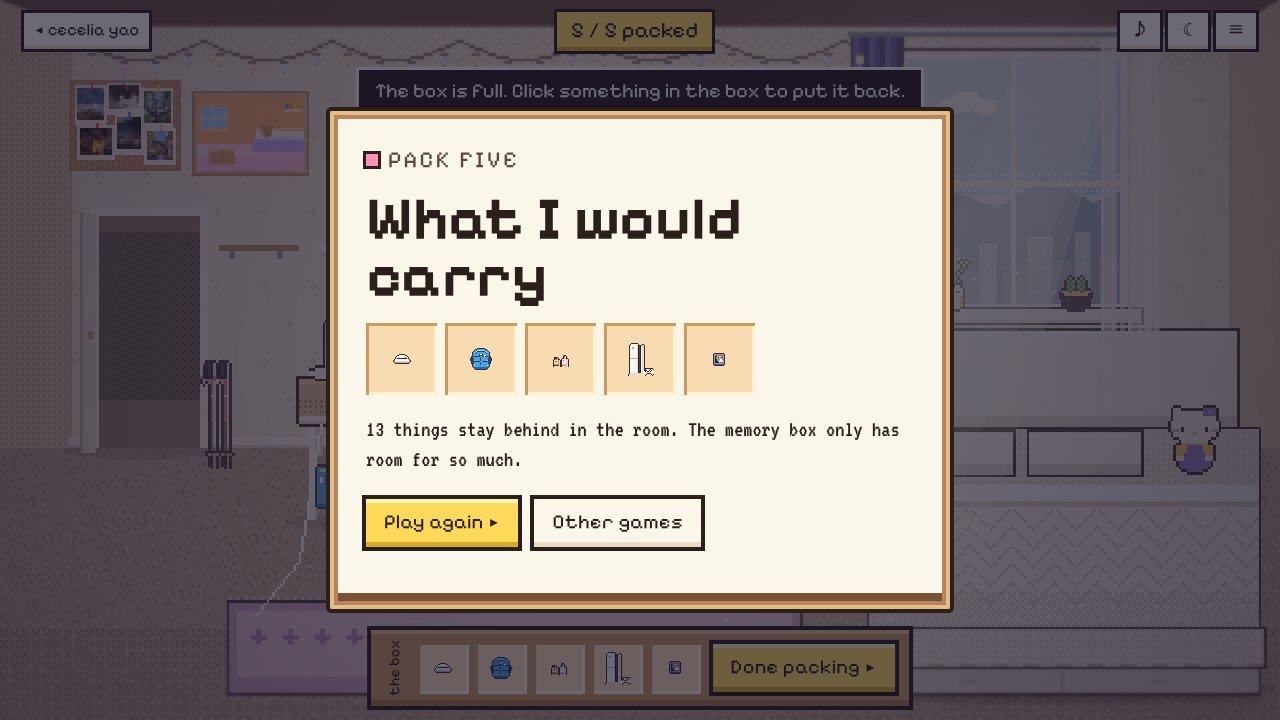 ◂ cecelia yao
5 / 5 packed
♪
☾
≡
The box is full. Click something in the box to put it back.
PACK FIVE
What I would
carry
13 things stay behind in the room. The memory box only has
room for so much.
Play again ▸
Other games
the box
Done packing ▸